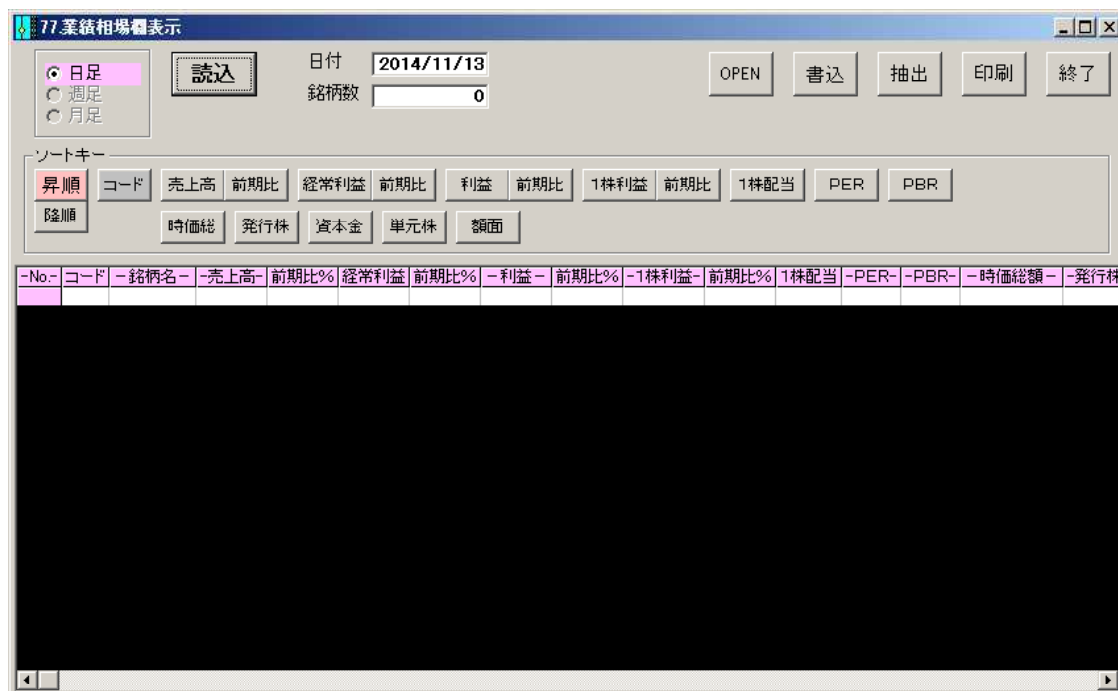 77.業績相場欄表示
日足
週足
月足
読込
日付 2014/11/13
銘柄数 0
OPEN 書込 抽出 印刷 終了
ソートキー
昇順 コード 売上高 前期比 経常利益 前期比 利益 前期比 1株利益 前期比 1株配当 PER PBR
降順 時価総 発行株 資本金 単元株 額面
-No.- コード －銘柄名－ -売上高- 前期比% 経常利益 前期比% －利益－ 前期比% -1株利益- 前期比% 1株配当 -PER- -PBR- －時価総額－ -発行株